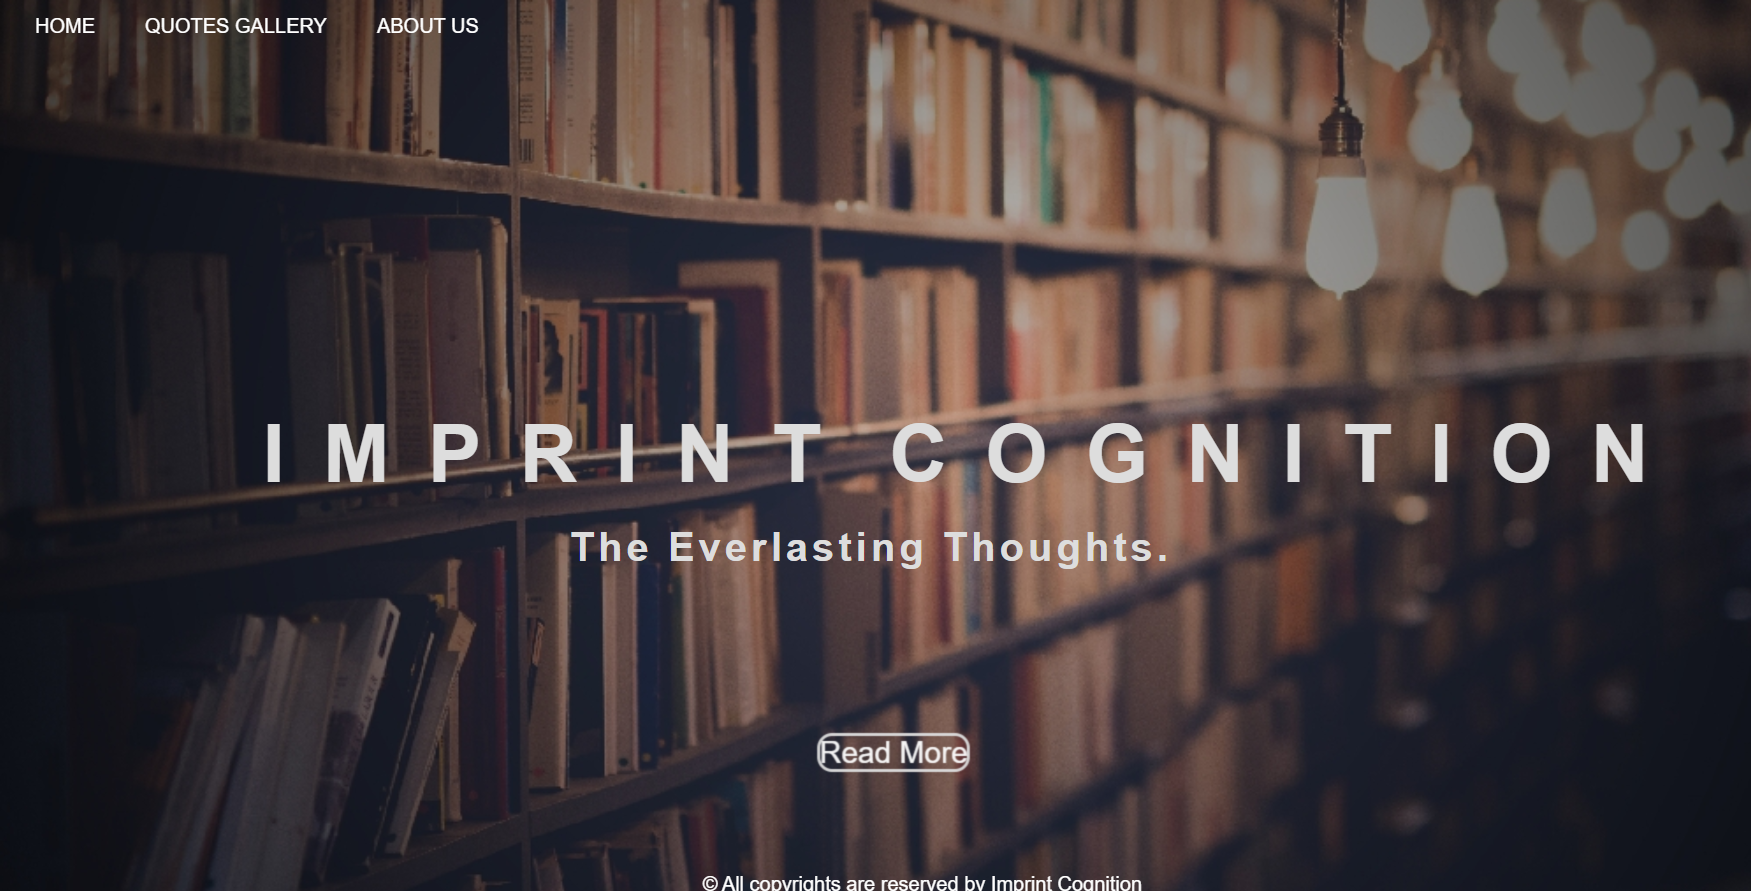 HOME QUOTES GALLERY ABOUT US
IMPRINT COGNITION
The Everlasting Thoughts.
Read More
© All copyrights are reserved by Imprint Cognition